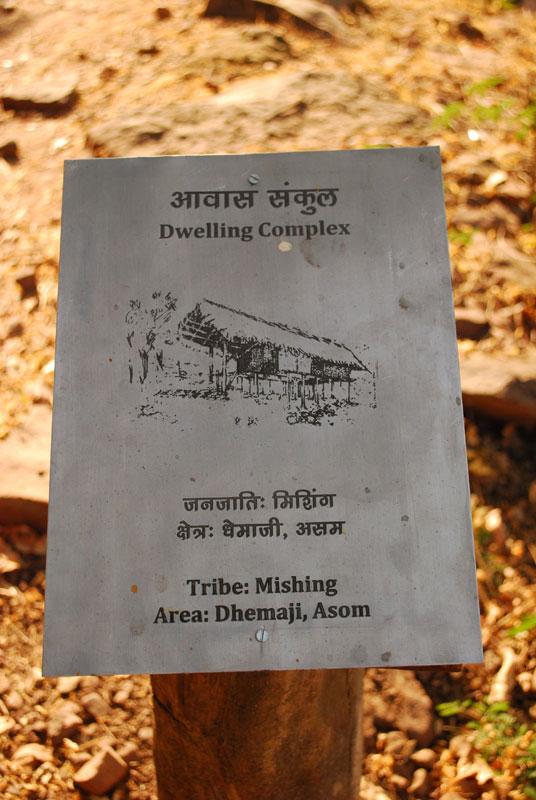 आवास संकुल
Dwelling Complex
जनजातिः मिशिंग
क्षेत्रः धेमाजी, असम
Tribe: Mishing
Area: Dhemaji, Asom